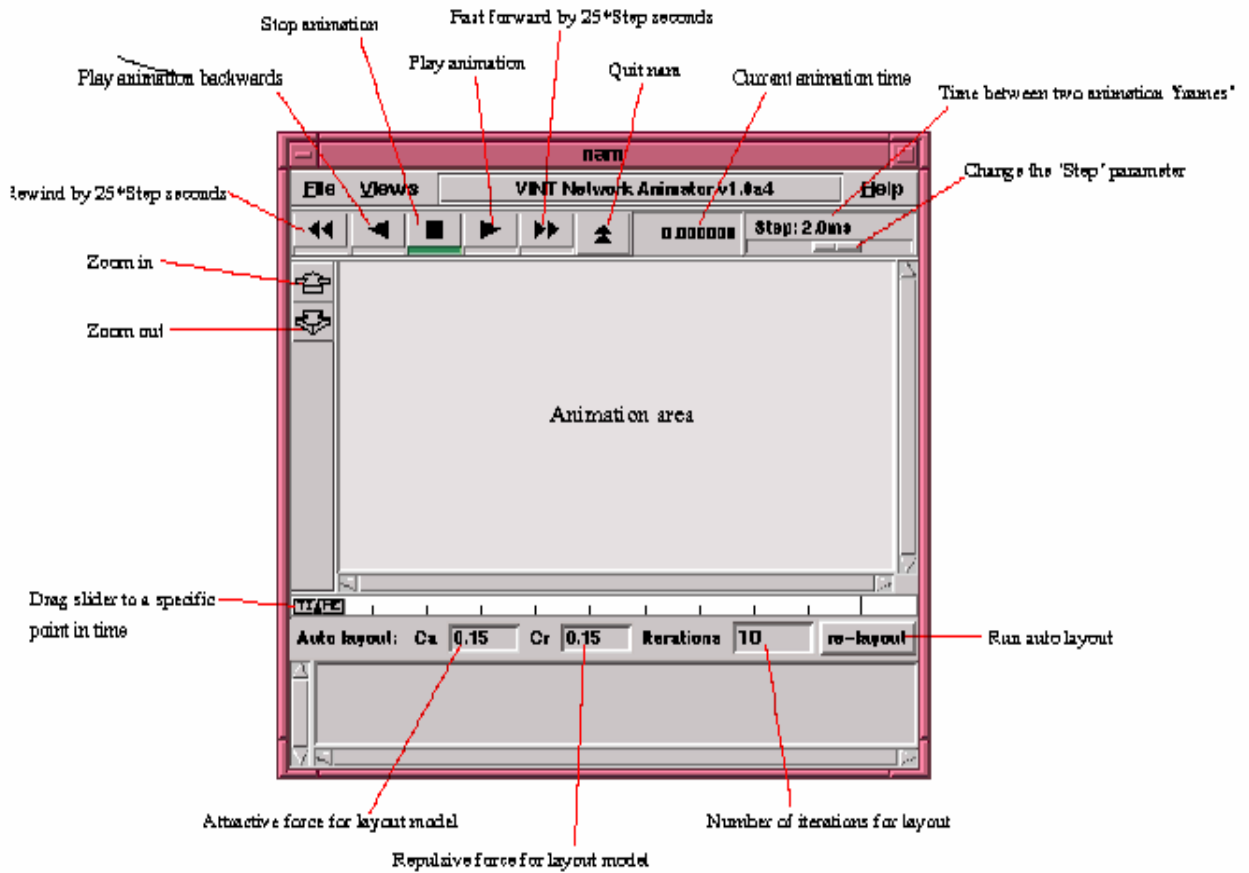 Fast forward by 25*Step seconds
Stop animation
Play animation backwards
Play animation
Quit nam
Current animation time
Time between two animation "frames"
nam
Change the 'Step' parameter
File Views VINT Network Animator v1.0a4 Help
Rewind by 25*Step seconds
0.000000
Step: 2.0ms
Zoom in
Zoom out
Animation area
Drag slider to a specific
point in time
TIME
Auto layout: Ca 0.15 Cr 0.15 Iterations 10 re-layout
Run auto layout
Attractive force for layout model
Number of iterations for layout
Repulsive force for layout model